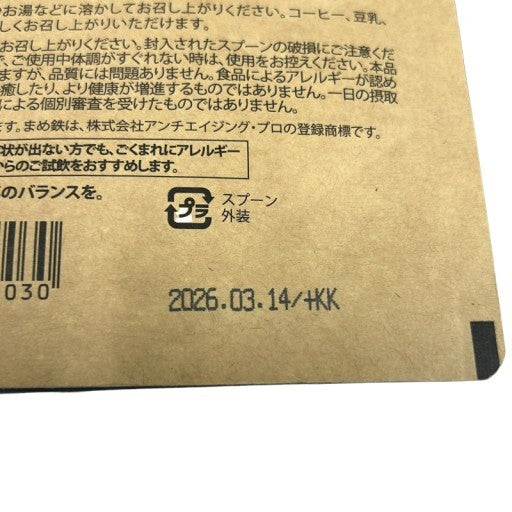 お湯などに溶かしてお召し上がりください。コーヒー、豆乳、
しくお召し上がりいただけます。
お召し上がりください。封入されたスプーンの破損にご注意くだ
で、ご使用中体調がすぐれない時は、使用をお控えください。本品
ますが、品質には問題ありません。食品によるアレルギーが認め
癒したり、より健康が増進するものではありません。一日の摂取
による個別審査を受けたものではありません。
ます。まめ鉄は、株式会社アンチエイジング・プロの登録商標です。
状が出ない方でも、ごくまれにアレルギー
からのご試飲をおすすめします。
のバランスを。
プラ
スプーン
外装
030
2026.03.14/+KK